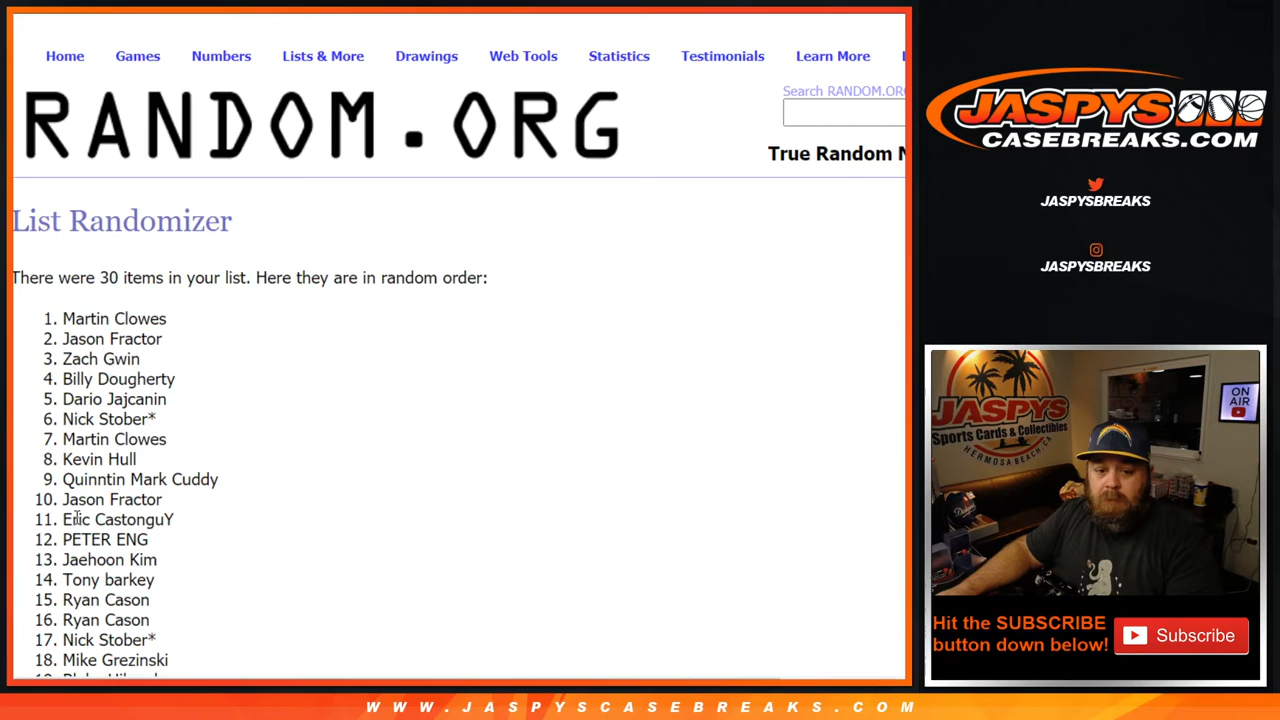 Home Games Numbers Lists & More Drawings Web Tools Statistics Testimonials Learn More
RANDOM.ORG
Search RANDOM.OR
True Random N
List Randomizer
There were 30 items in your list. Here they are in random order:
1. Martin Clowes
2. Jason Fractor
3. Zach Gwin
4. Billy Dougherty
5. Dario Jajcanin
6. Nick Stober*
7. Martin Clowes
8. Kevin Hull
9. Quinntin Mark Cuddy
10. Jason Fractor
11. Eric CastonguY
12. PETER ENG
13. Jaehoon Kim
14. Tony barkey
15. Ryan Cason
16. Ryan Cason
17. Nick Stober*
18. Mike Grezinski
JASPYS
CASEBREAKS.COM
JASPYSBREAKS
JASPYSBREAKS
JASPYS
Sports Cards & Collectibles
HERMOSA BEACH, CA
ON
AIR
Dodgers
Hit the SUBSCRIBE
button down below!
Subscribe
WWW.JASPYSCASEBREAKS.COM